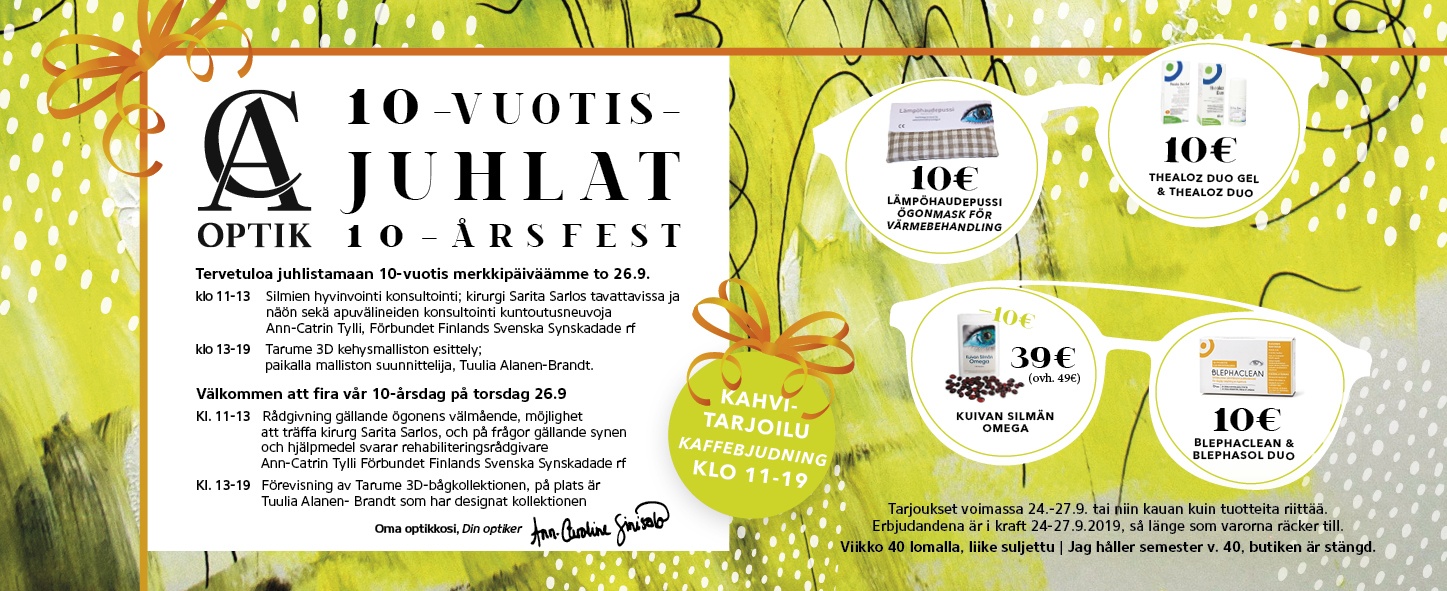 CA
OPTIK
10-VUOTIS-
JUHLAT
10-ÅRSFEST
Tervetuloa juhlistamaan 10-vuotis merkkipäiväämme to 26.9.
klo 11-13 Silmien hyvinvointi konsultointi; kirurgi Sarita Sarlos tavattavissa ja
näön sekä apuvälineiden konsultointi kuntoutusneuvoja
Ann-Catrin Tylli, Förbundet Finlands Svenska Synskadade rf
klo 13-19 Tarume 3D kehysmalliston esittely;
paikalla malliston suunnittelija, Tuulia Alanen-Brandt.
Välkommen att fira vår 10-årsdag på torsdag 26.9
Kl. 11-13 Rådgivning gällande ögonens välmående, möjlighet
att träffa kirurg Sarita Sarlos, och på frågor gällande synen
och hjälpmedel svarar rehabiliteringsrådgivare
Ann-Catrin Tylli Förbundet Finlands Svenska Synskadade rf
Kl. 13-19 Förevisning av Tarume 3D-bågkollektionen, på plats är
Tuulia Alanen- Brandt som har designat kollektionen
Oma optikkosi, Din optiker Ann-Caroline Sinisalo
KAHVI-
TARJOILU
KAFFEBJUDNING
KLO 11-19
Lämpöhaudepussi
10€
LÄMPÖHAUDEPUSSI
ÖGONMASK FÖR
VÄRMEBEHANDLING
10€
THEALOZ DUO GEL
& THEALOZ DUO
-10€
Kuivan Silmän
Omega
39€
(ovh. 49€)
KUIVAN SILMÄN
OMEGA
BLEPHACLEAN
10€
BLEPHACLEAN &
BLEPHASOL DUO
Tarjoukset voimassa 24.-27.9. tai niin kauan kuin tuotteita riittää.
Erbjudandena är i kraft 24-27.9.2019, så länge som varorna räcker till.
Viikko 40 lomalla, liike suljettu | Jag håller semester v. 40, butiken är stängd.